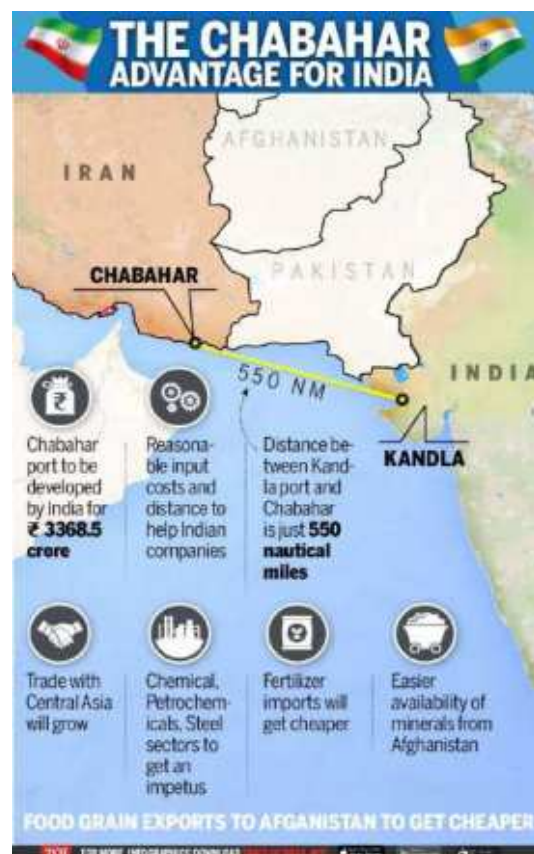 THE CHABAHAR
ADVANTAGE FOR INDIA
AFGHANISTAN
IRAN
PAKISTAN
CHABAHAR
INDIA
550 NM
KANDLA
Chabahar
port to be
developed
by India for
₹ 3368.5
crore
Reasona-
ble input
costs and
distance to
help Indian
companies
Distance be-
tween Kand-
la port and
Chabahar
is just 550
nautical
miles
Trade with
Central Asia
will grow
Chemical,
Petrochem-
icals, Steel
sectors to
get an
impetus
Fertilizer
imports will
get cheaper
Easier
availability of
minerals from
Afghanistan
FOOD GRAIN EXPORTS TO AFGANISTAN TO GET CHEAPER
FOR MORE INFOGRAPHICS DOWNLOAD